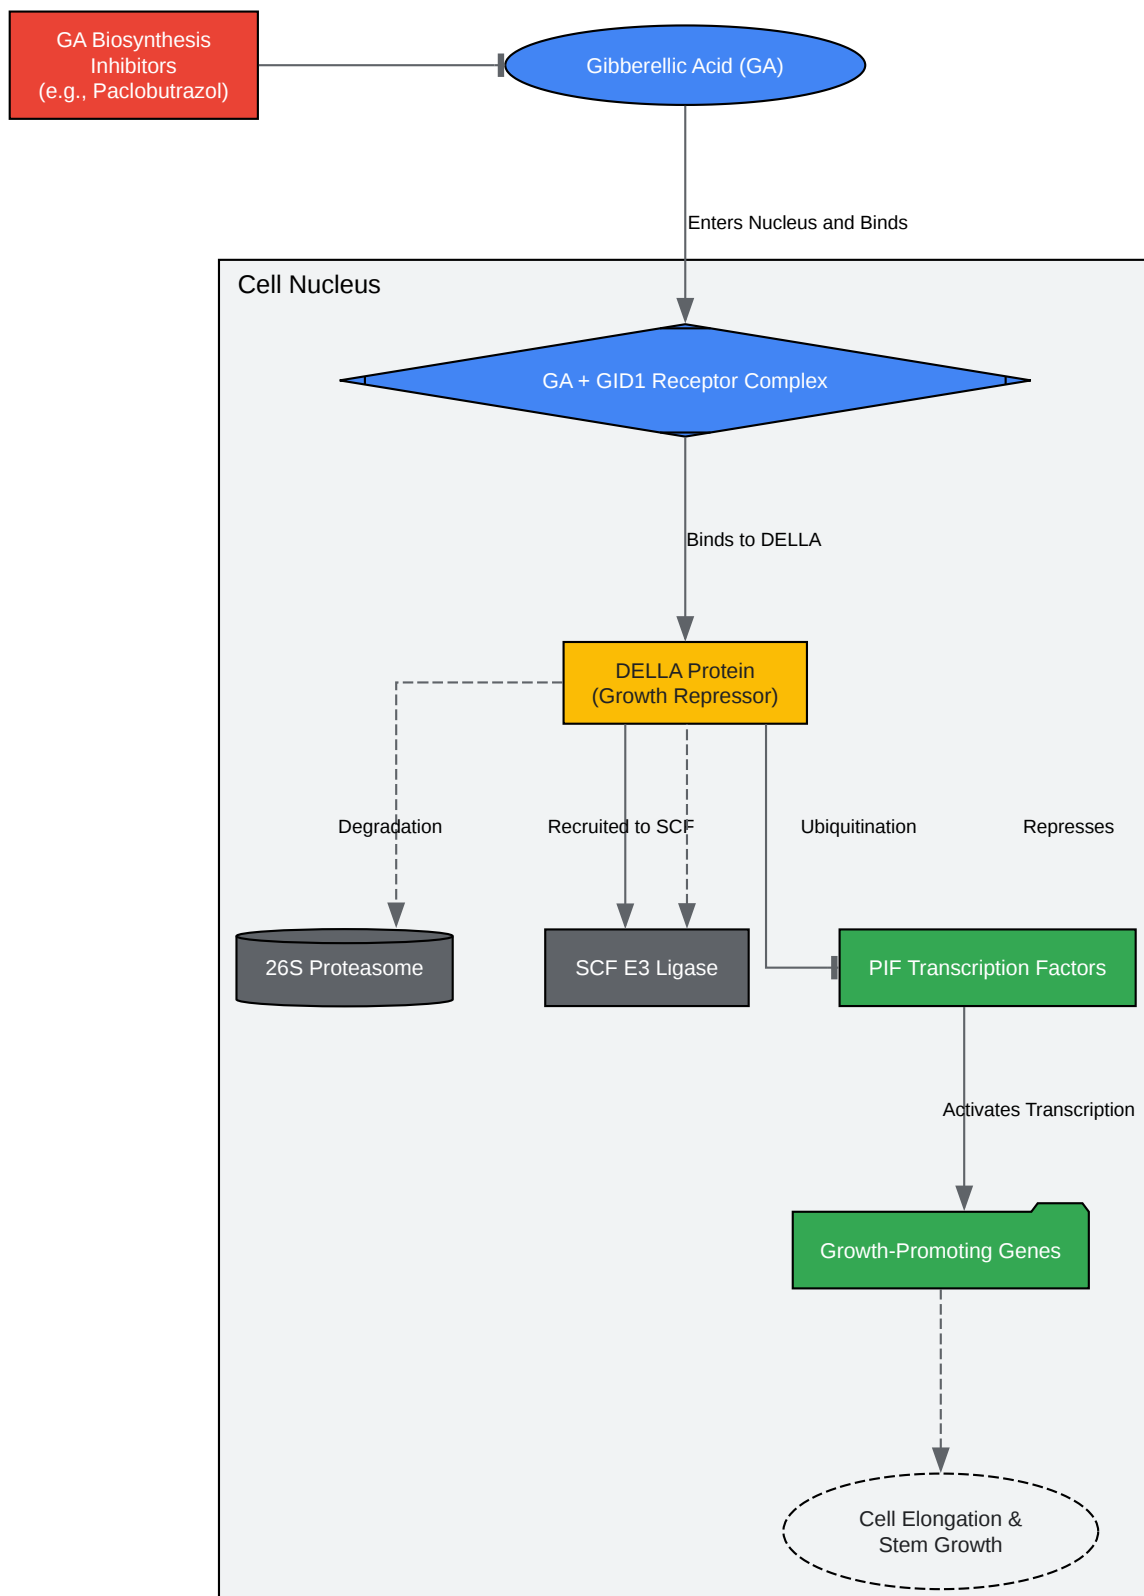 GA Biosynthesis
Inhibitors
(e.g., Paclobutrazol)
Gibberellic Acid (GA)
Enters Nucleus and Binds
Cell Nucleus
GA + GID1 Receptor Complex
Binds to DELLA
DELLA Protein
(Growth Repressor)
Degradation
Recruited to SCF
Ubiquitination
Represses
26S Proteasome
SCF E3 Ligase
PIF Transcription Factors
Activates Transcription
Growth-Promoting Genes
Cell Elongation &
Stem Growth